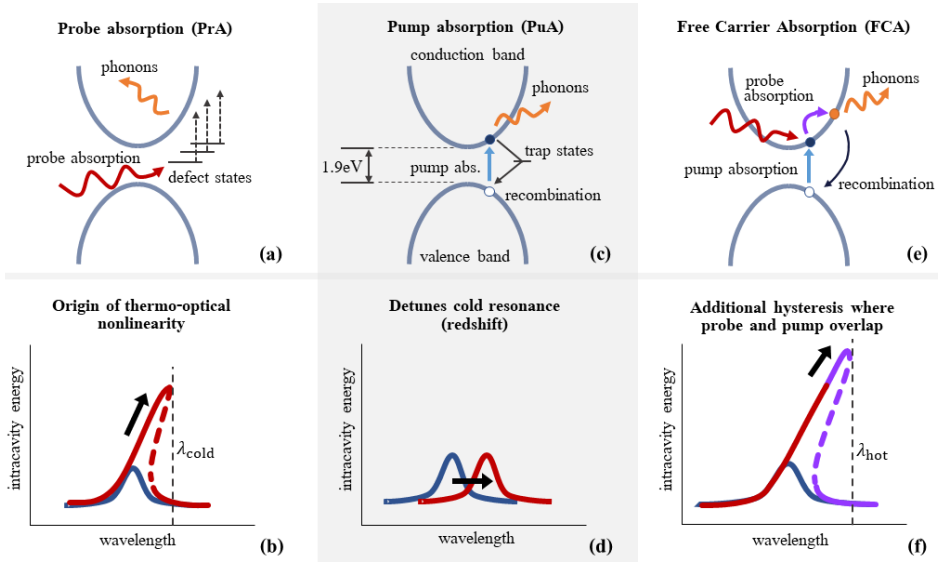 Probe absorption (PrA)
phonons
probe absorption
defect states
(a)
Pump absorption (PuA)
conduction band
phonons
1.9eV
pump abs.
trap states
recombination
valence band
(c)
Free Carrier Absorption (FCA)
probe
absorption
phonons
pump absorption
recombination
(e)
Origin of thermo-optical
nonlinearity
intracavity energy
λcold
wavelength
(b)
Detunes cold resonance
(redshift)
intracavity energy
wavelength
(d)
Additional hysteresis where
probe and pump overlap
intracavity energy
λhot
wavelength
(f)